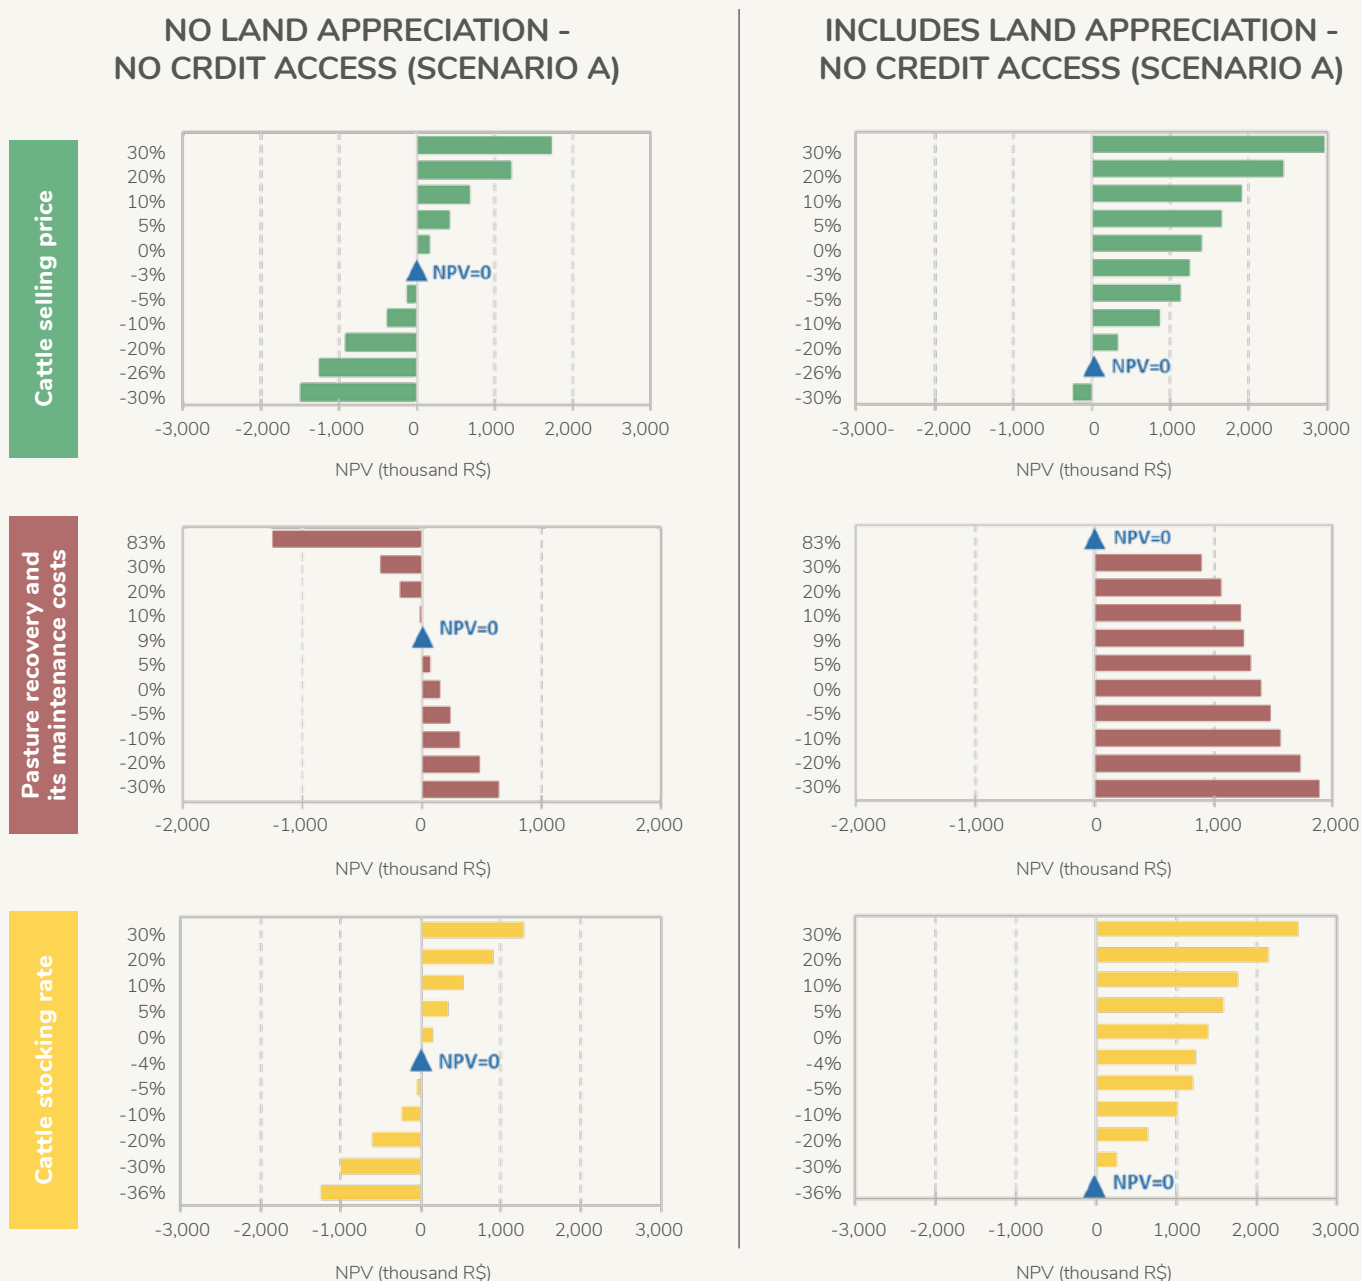 NO LAND APPRECIATION -
NO CRDIT ACCESS (SCENARIO A)
INCLUDES LAND APPRECIATION -
NO CREDIT ACCESS (SCENARIO A)
Cattle selling price
30%
20%
10%
5%
0%
-3%
-5%
-10%
-20%
-26%
-30%
NPV=0
-3,000 -2,000 -1,000 0 1,000 2,000 3,000
NPV (thousand R$)
30%
20%
10%
5%
0%
-3%
-5%
-10%
-20%
-26%
-30%
NPV=0
-3,000- -2,000 -1,000 0 1,000 2,000 3,000
NPV (thousand R$)
Pasture recovery and
its maintenance costs
83%
30%
20%
10%
9%
5%
0%
-5%
-10%
-20%
-30%
NPV=0
-2,000 -1,000 0 1,000 2,000
NPV (thousand R$)
83%
30%
20%
10%
9%
5%
0%
-5%
-10%
-20%
-30%
NPV=0
-2,000 -1,000 0 1,000 2,000
NPV (thousand R$)
Cattle stocking rate
30%
20%
10%
5%
0%
-4%
-5%
-10%
-20%
-30%
-36%
NPV=0
-3,000 -2,000 -1,000 0 1,000 2,000 3,000
NPV (thousand R$)
30%
20%
10%
5%
0%
-4%
-5%
-10%
-20%
-30%
-36%
NPV=0
-3,000 -2,000 -1,000 0 1,000 2,000 3,000
NPV (thousand R$)